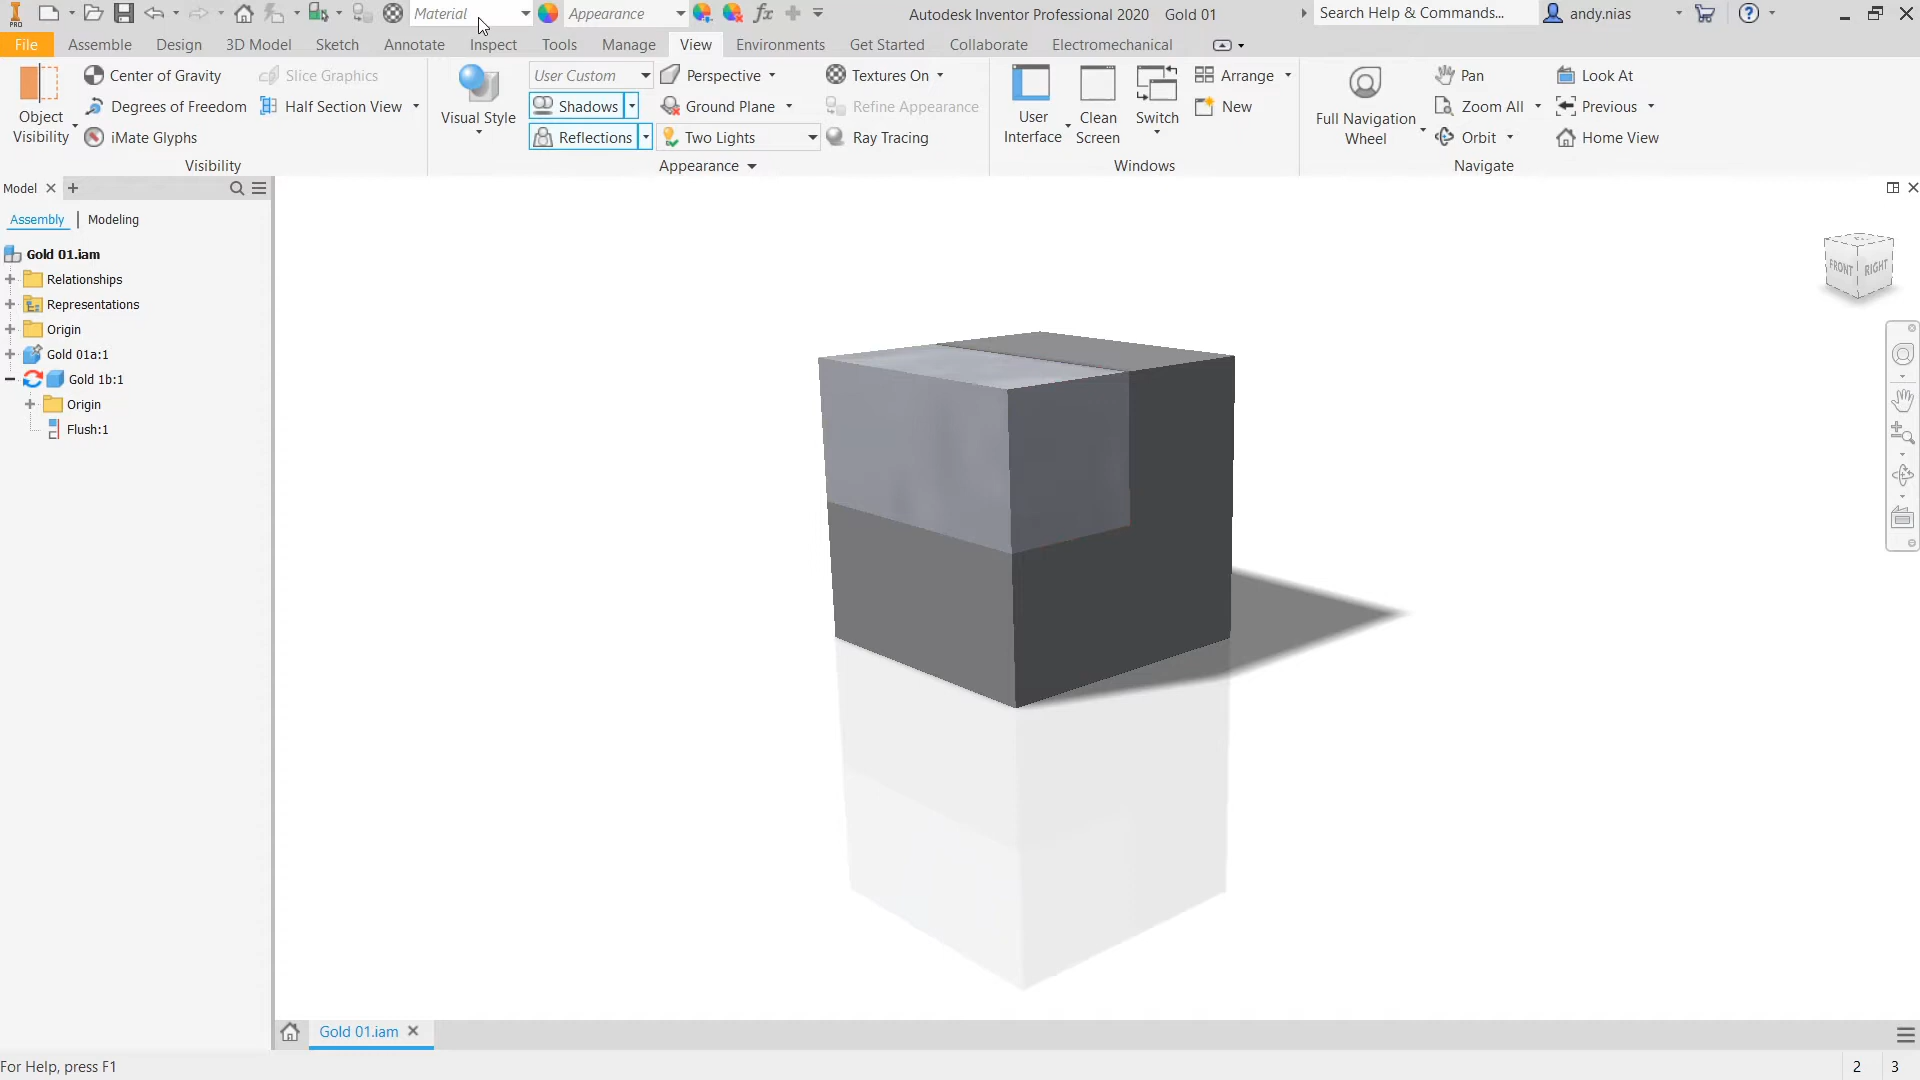 PRO Material Appearance Autodesk Inventor Professional 2020 Gold 01 Search Help & Commands... andy.nias
File Assemble Design 3D Model Sketch Annotate Inspect Tools Manage View Environments Get Started Collaborate Electromechanical
Object Visibility
Center of Gravity
Degrees of Freedom
iMate Glyphs
Slice Graphics
Half Section View
Visibility
Visual Style
User Custom
Shadows
Reflections
Perspective
Ground Plane
Two Lights
Textures On
Refine Appearance
Ray Tracing
Appearance
User Interface
Clean Screen
Switch
Arrange
New
Windows
Full Navigation Wheel
Pan
Zoom All
Orbit
Look At
Previous
Home View
Navigate
Model
Assembly | Modeling
Gold 01.iam
Relationships
Representations
Origin
Gold 01a:1
Gold 1b:1
Origin
Flush:1
FRONT RIGHT
Gold 01.iam
For Help, press F1
2 3